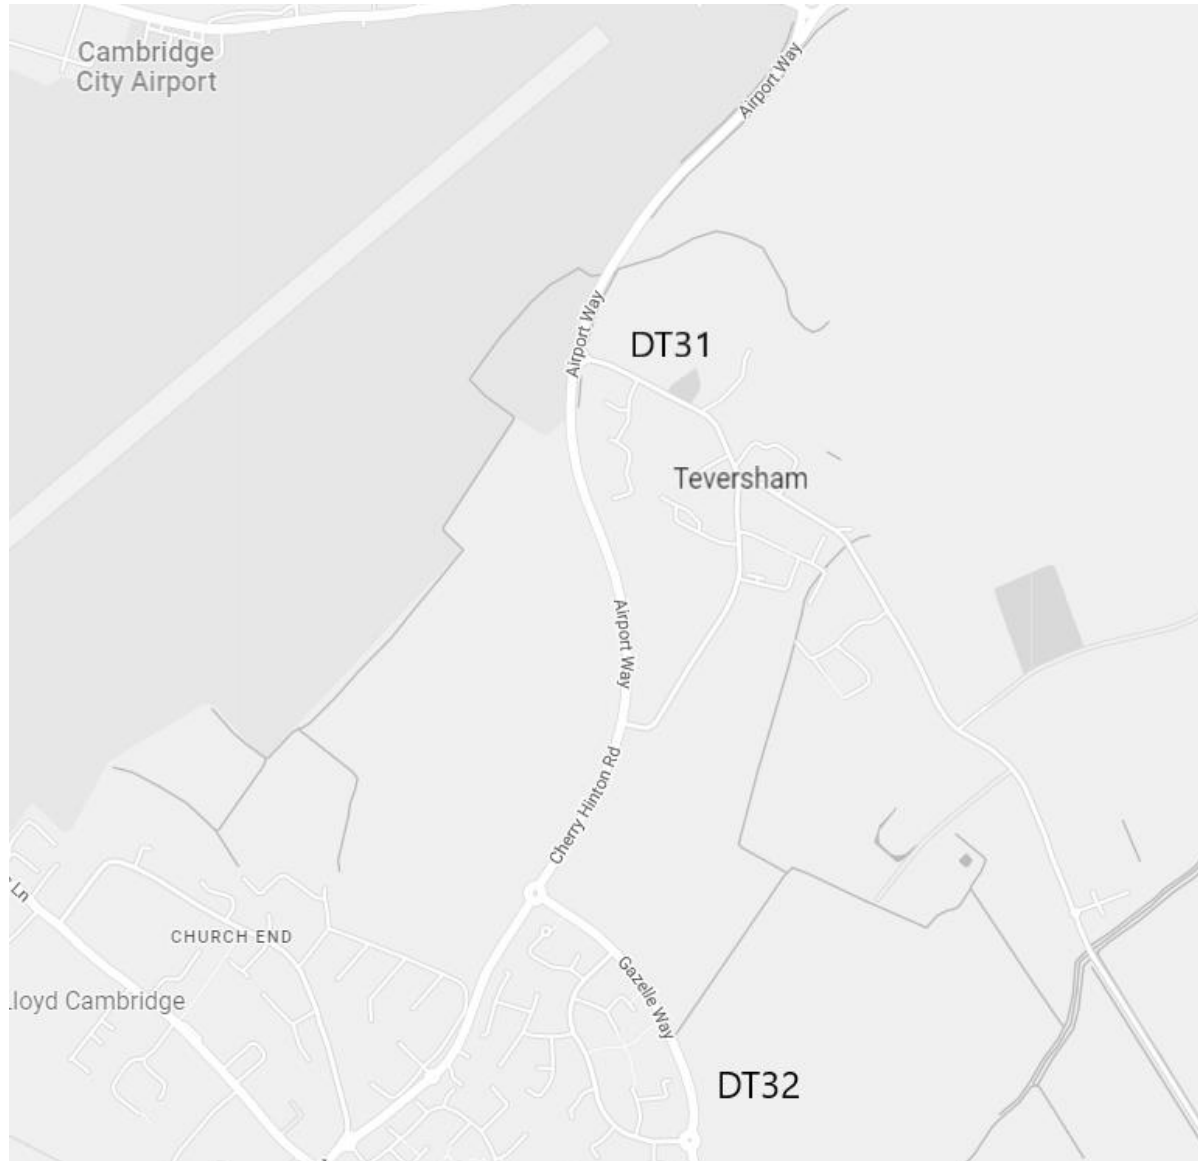 Cambridge
City Airport
Airport Way
Airport Way
DT31
Teversham
Airport Way
Cherry Hinton Rd
Ln
CHURCH END
Gazelle Way
Lloyd Cambridge
DT32